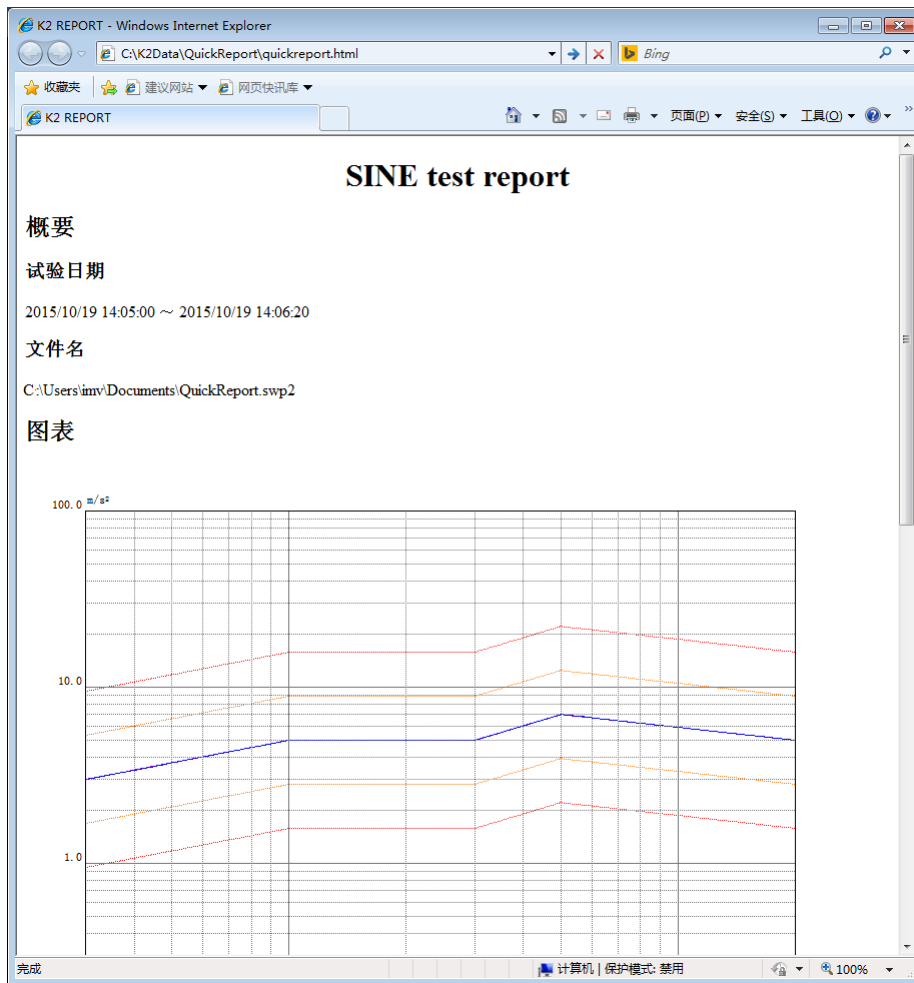 K2 REPORT - Windows Internet Explorer
C:\K2Data\QuickReport\quickreport.html
Bing
收藏夹 建议网站 网页快讯库
K2 REPORT
页面(P) 安全(S) 工具(O)
SINE test report
概要
试验日期
2015/10/19 14:05:00 ～ 2015/10/19 14:06:20
文件名
C:\Users\imv\Documents\QuickReport.swp2
图表
100.0 m/s²
10.0
1.0
完成 计算机 | 保护模式: 禁用 100%